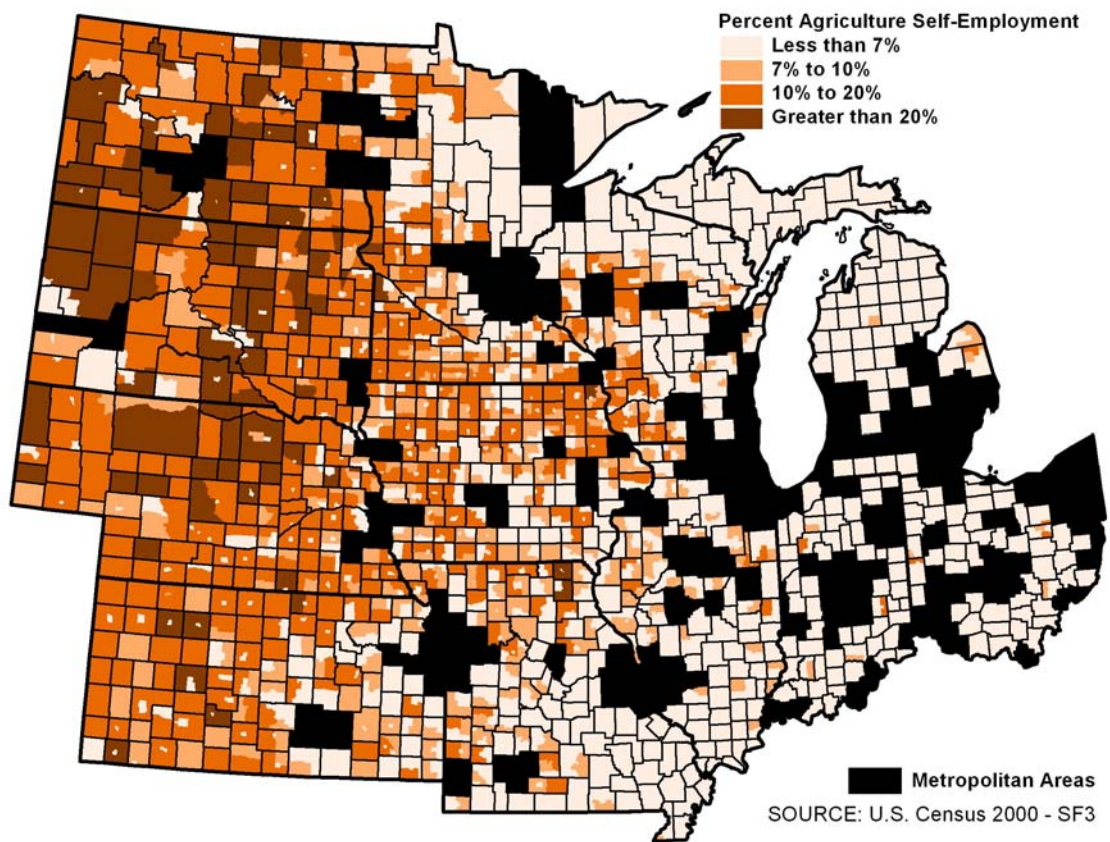 Percent Agriculture Self-Employment
Less than 7%
7% to 10%
10% to 20%
Greater than 20%
Metropolitan Areas
SOURCE: U.S. Census 2000 - SF3